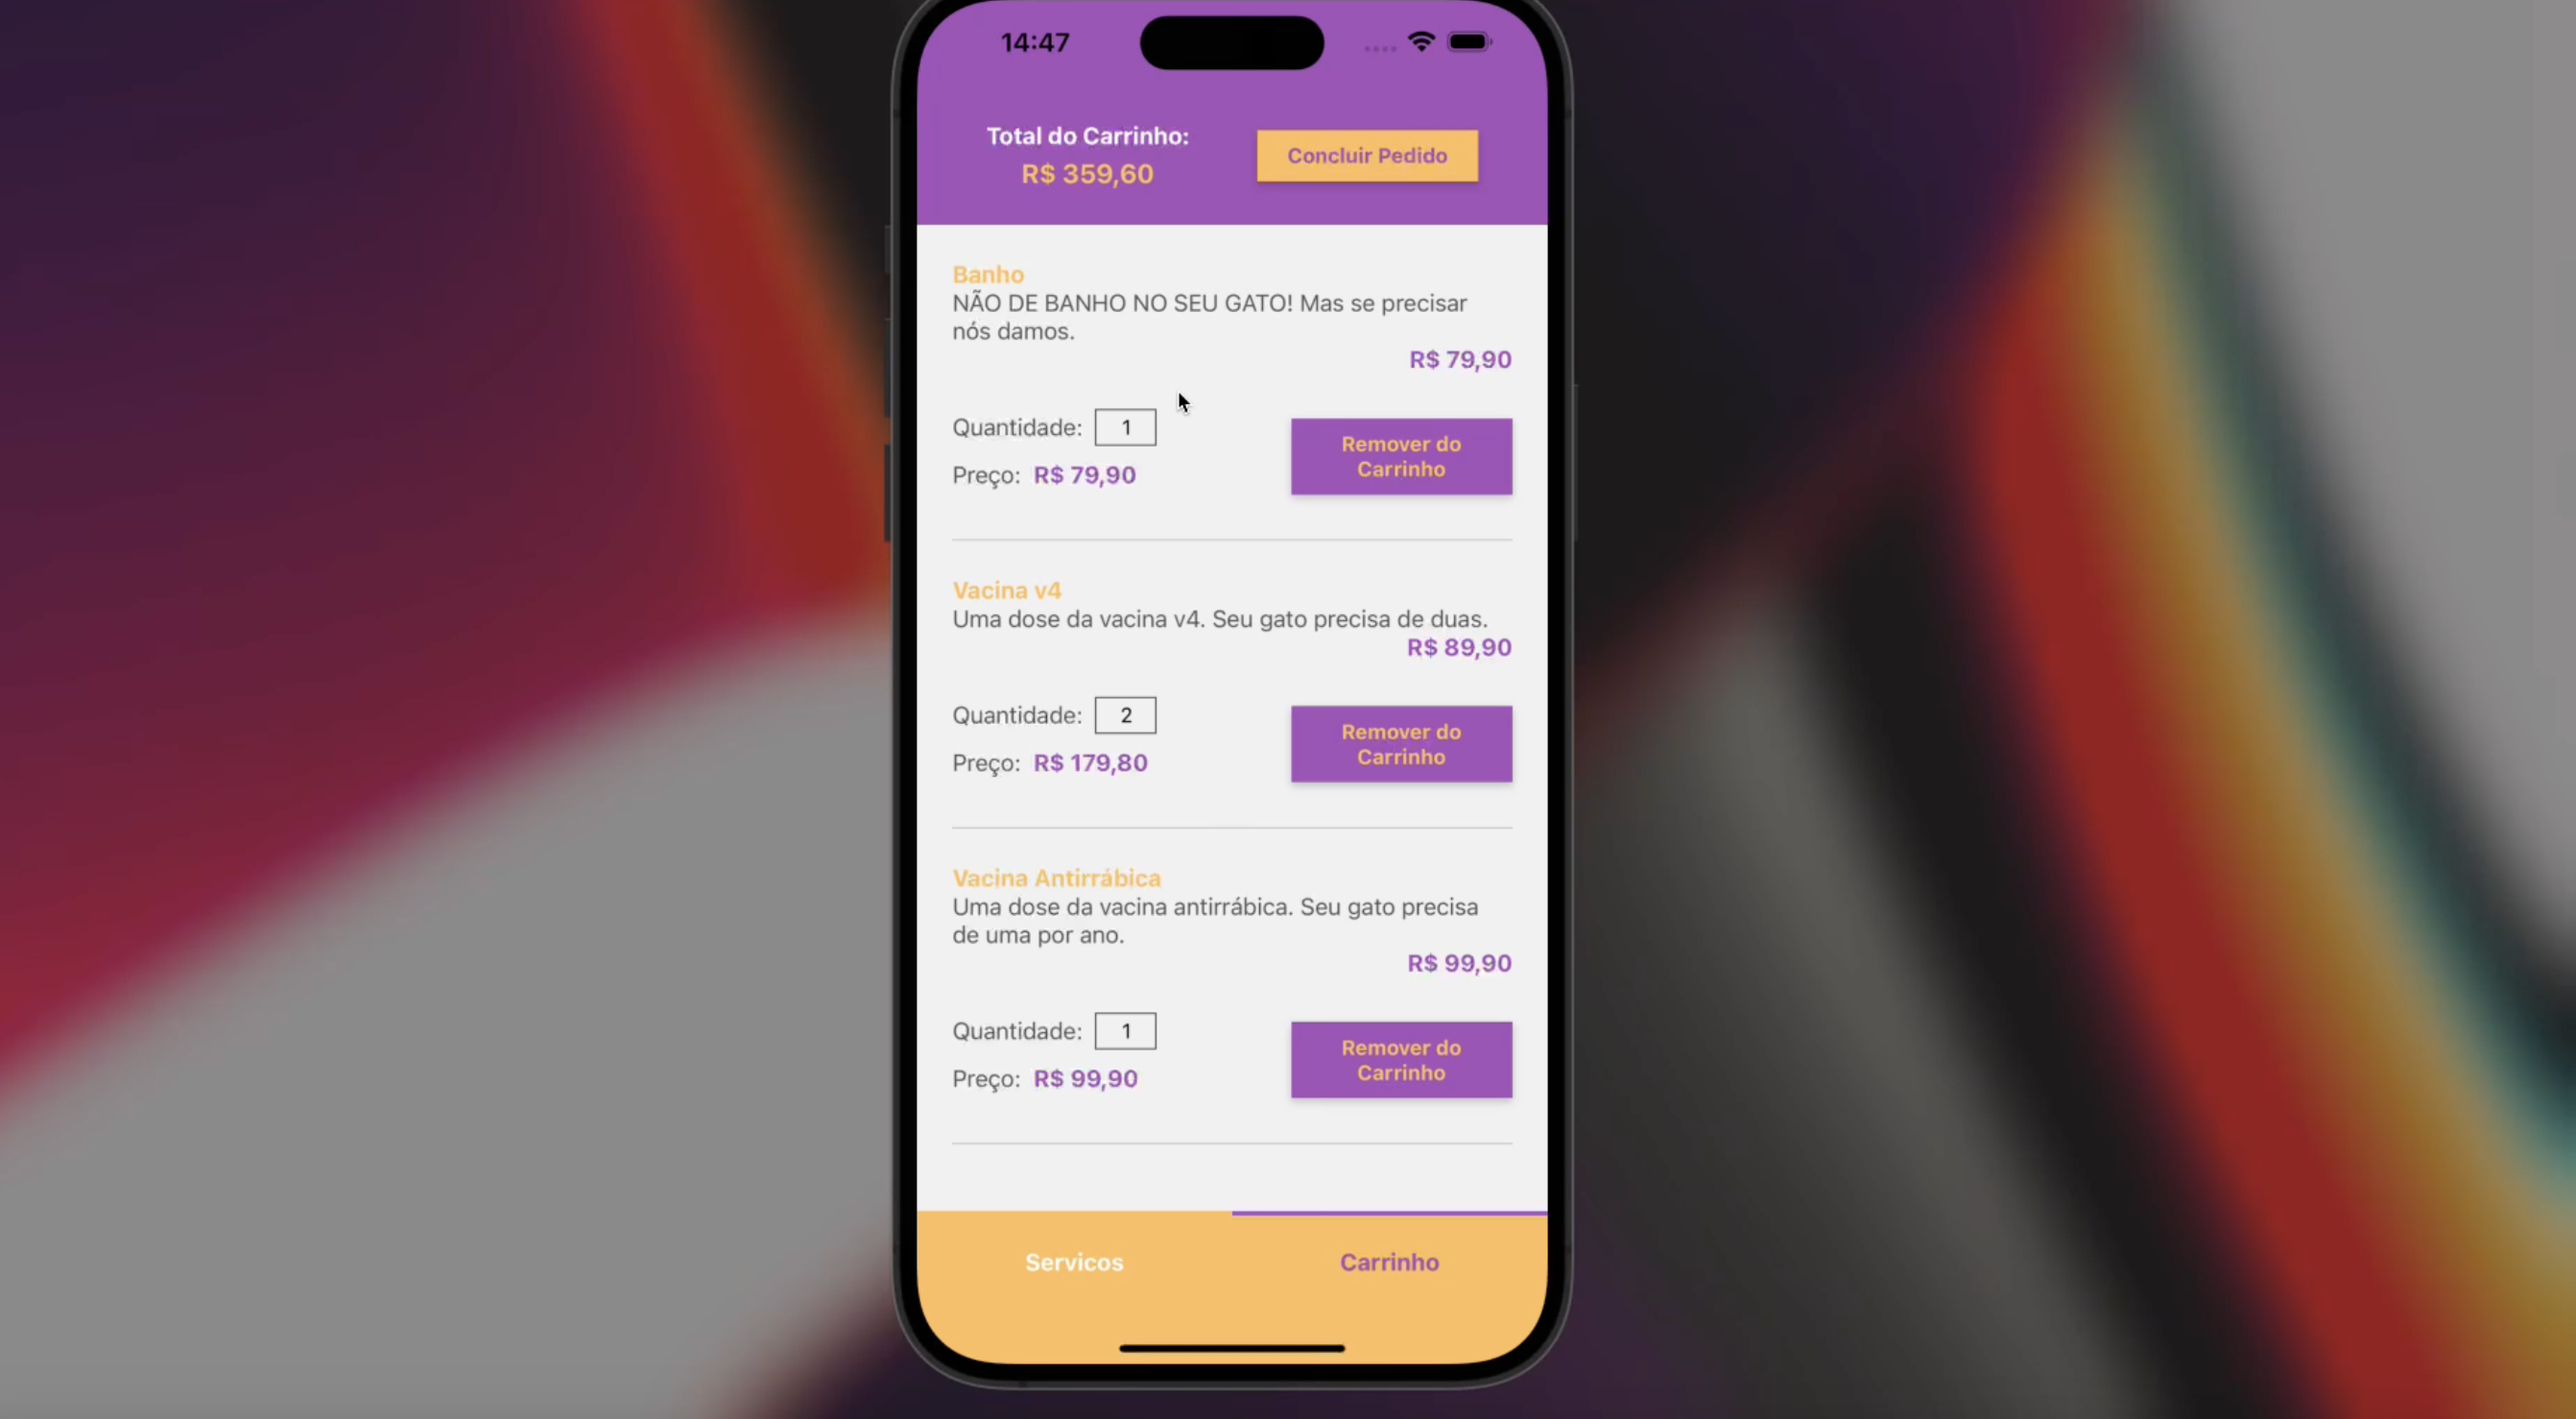 14:47
Total do Carrinho:
R$ 359,60
Concluir Pedido
Banho
NÃO DE BANHO NO SEU GATO! Mas se precisar
nós damos.
R$ 79,90
Quantidade: 1
Preço: R$ 79,90
Remover do
Carrinho
Vacina v4
Uma dose da vacina v4. Seu gato precisa de duas.
R$ 89,90
Quantidade: 2
Preço: R$ 179,80
Remover do
Carrinho
Vacina Antirrábica
Uma dose da vacina antirrábica. Seu gato precisa
de uma por ano.
R$ 99,90
Quantidade: 1
Preço: R$ 99,90
Remover do
Carrinho
Servicos
Carrinho